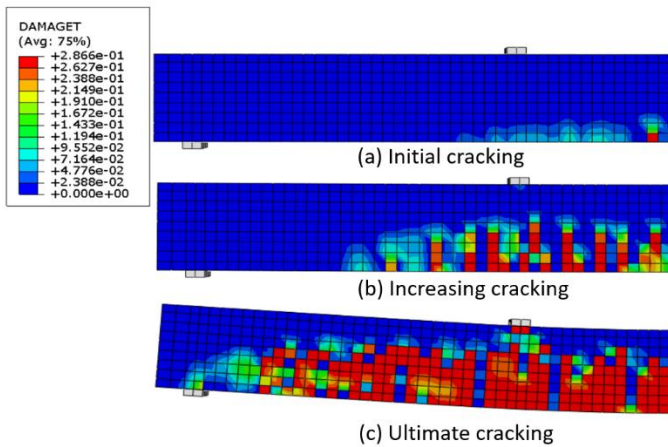 DAMAGET
(Avg: 75%)
+2.866e-01
+2.627e-01
+2.388e-01
+2.149e-01
+1.910e-01
+1.672e-01
+1.433e-01
+1.194e-01
+9.552e-02
+7.164e-02
+4.776e-02
+2.388e-02
+0.000e+00
(a) Initial cracking
(b) Increasing cracking
(c) Ultimate cracking